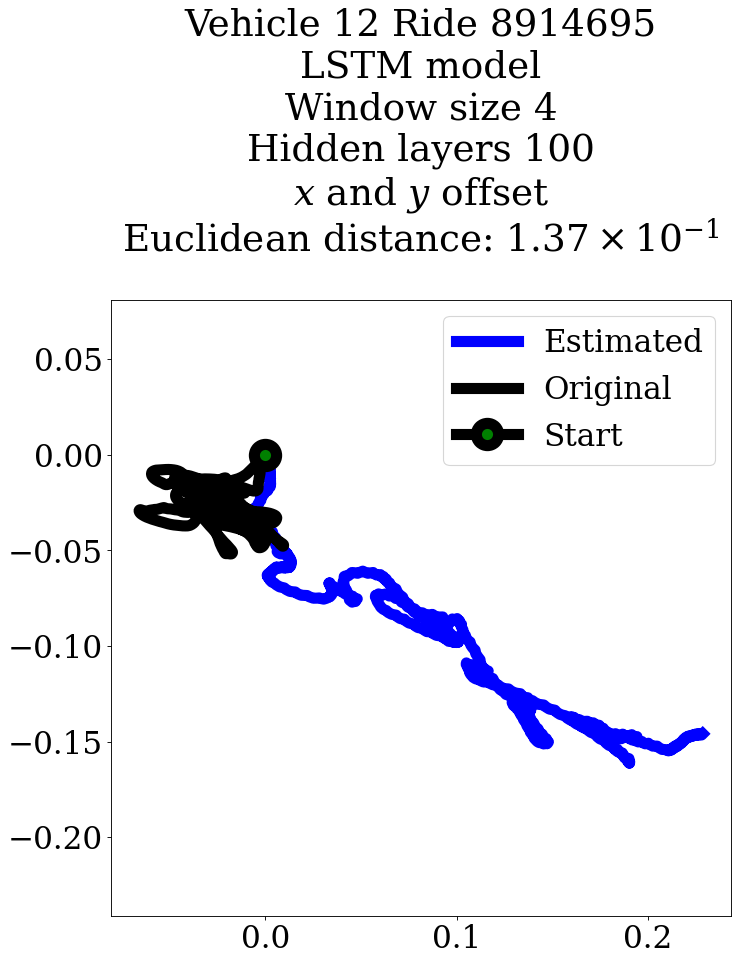 Vehicle 12 Ride 8914695
LSTM model
Window size 4
Hidden layers 100
x and y offset
Euclidean distance: 1.37 × 10⁻¹
Estimated
Original
Start
0.05
0.00
−0.05
−0.10
−0.15
−0.20
0.0 0.1 0.2